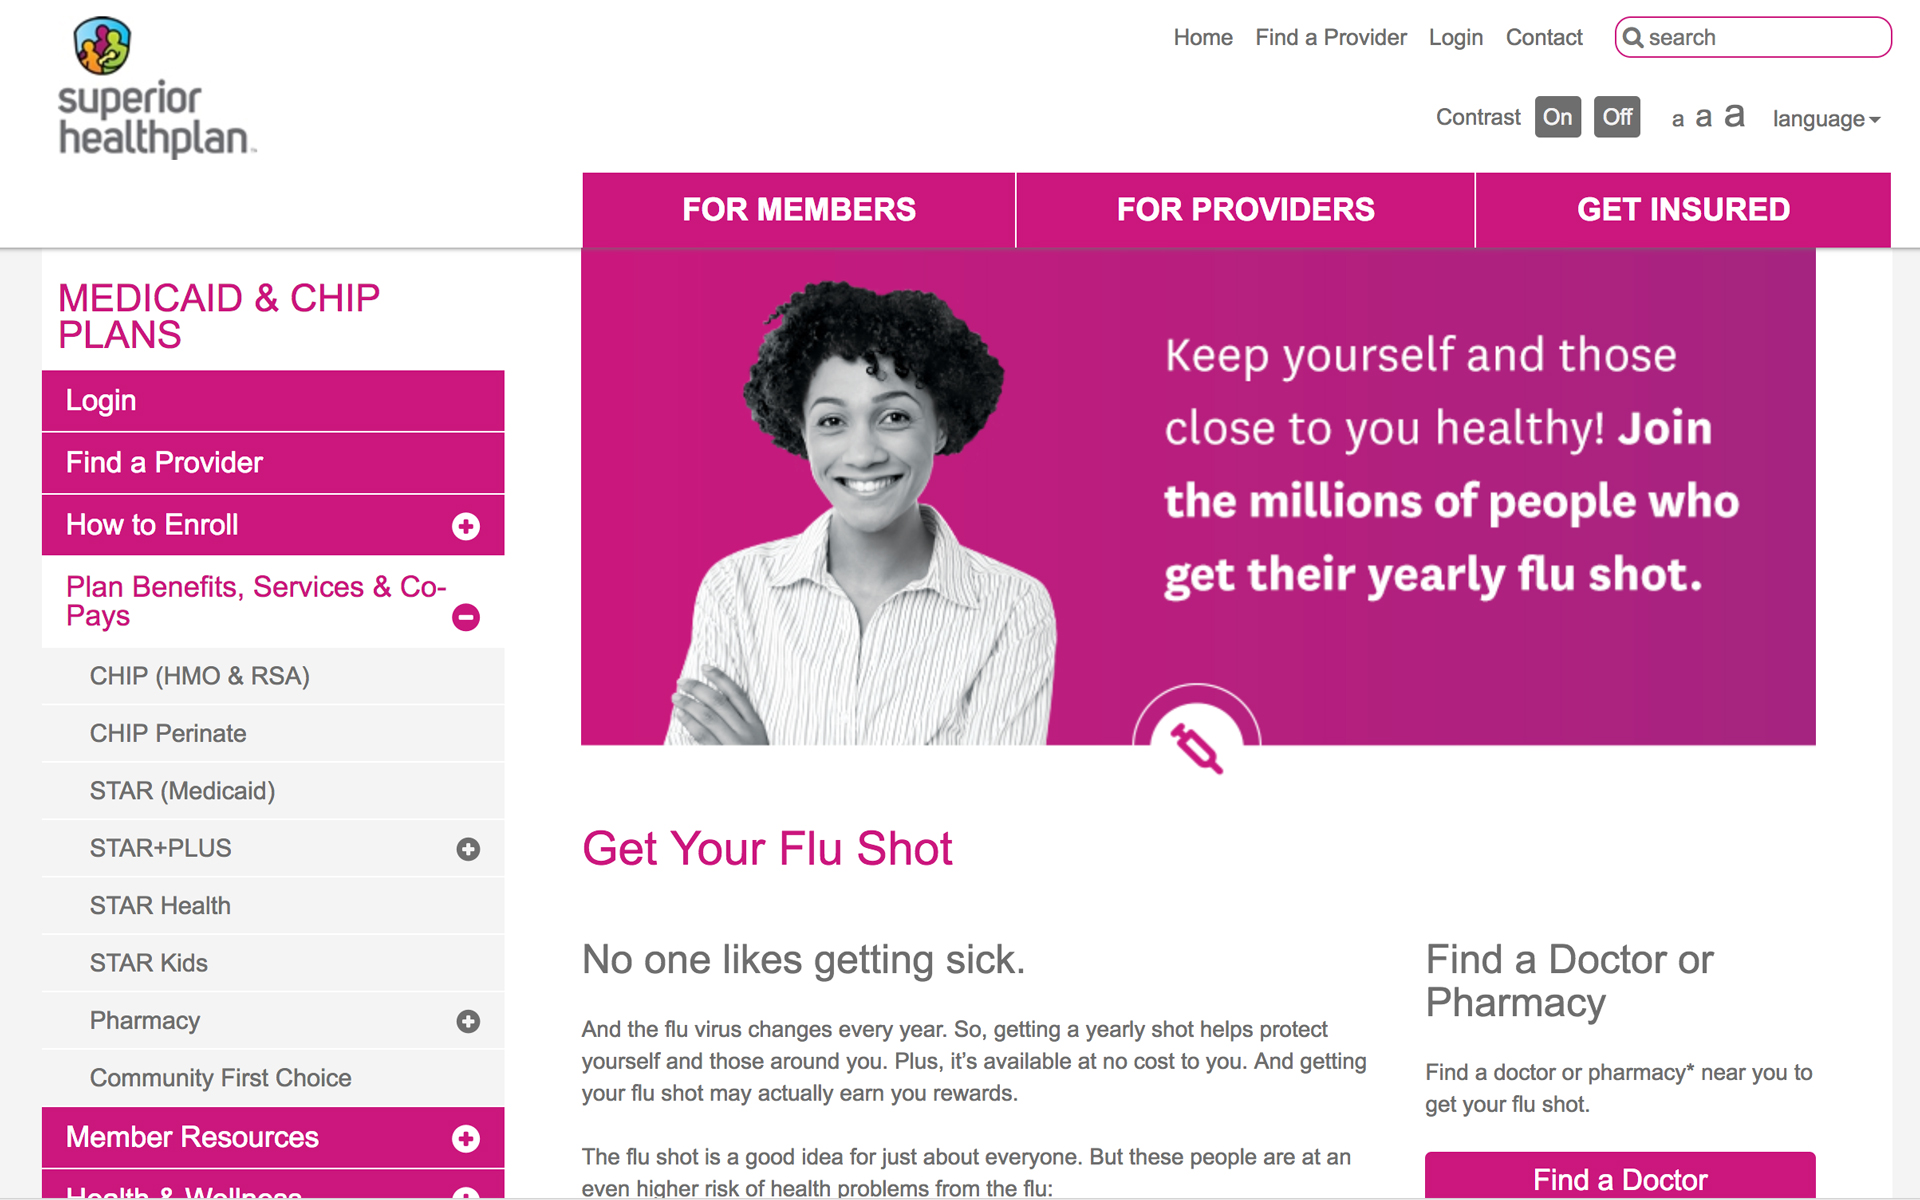 superior
healthplan
Home Find a Provider Login Contact search
Contrast On Off a a a language
FOR MEMBERS FOR PROVIDERS GET INSURED
MEDICAID & CHIP
PLANS
Login
Find a Provider
How to Enroll
Plan Benefits, Services & Co-
Pays
CHIP (HMO & RSA)
CHIP Perinate
STAR (Medicaid)
STAR+PLUS
STAR Health
STAR Kids
Pharmacy
Community First Choice
Member Resources
Health & Wellness
Keep yourself and those
close to you healthy! Join
the millions of people who
get their yearly flu shot.
Get Your Flu Shot
No one likes getting sick.
And the flu virus changes every year. So, getting a yearly shot helps protect
yourself and those around you. Plus, it’s available at no cost to you. And getting
your flu shot may actually earn you rewards.
The flu shot is a good idea for just about everyone. But these people are at an
even higher risk of health problems from the flu:
Find a Doctor or
Pharmacy
Find a doctor or pharmacy* near you to
get your flu shot.
Find a Doctor